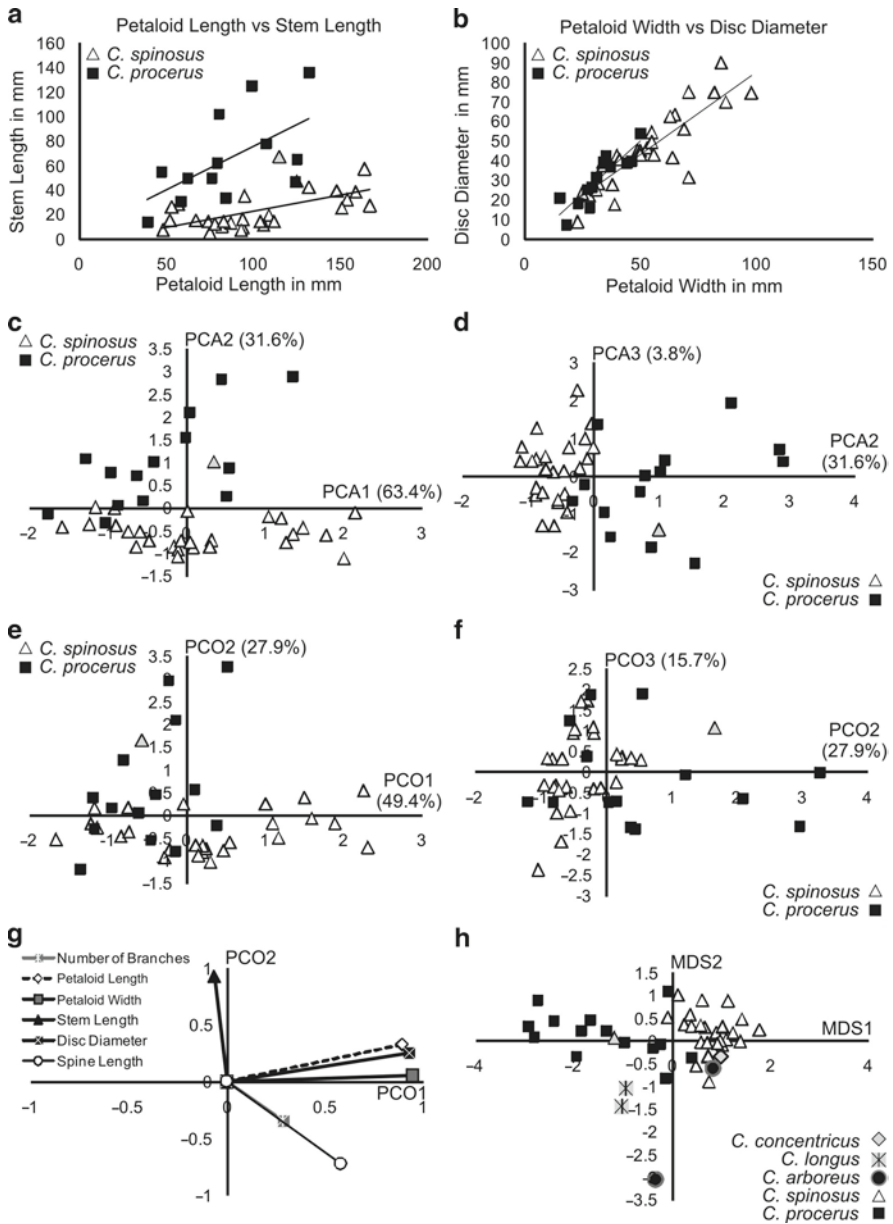 a
Petaloid Length vs Stem Length
△ C. spinosus
■ C. procerus
Stem Length in mm
160
140
120
100
80
60
40
20
0
0 50 100 150 200
Petaloid Length in mm
b
Petaloid Width vs Disc Diameter
△ C. spinosus
■ C. procerus
Disc Diameter in mm
100
90
80
70
60
50
40
30
20
10
0
0 50 100 150
Petaloid Width in mm
c
△ C. spinosus
■ C. procerus
PCA2 (31.6%)
3.5
3
2.5
2
1.5
1
0.5
0
PCA1 (63.4%)
–2 –1 0 1 2 3
–0.5
–1
–1.5
d
PCA3 (3.8%)
3
2
1
0
PCA2
(31.6%)
–2 –1 0 1 2 3 4
–1
–2
–3
C. spinosus △
C. procerus ■
e
△ C. spinosus
■ C. procerus
PCO2 (27.9%)
3.5
3
2.5
2
1.5
1
0.5
0
PCO1
(49.4%)
–2 –1 0 1 2 3
–0.5
–1
–1.5
f
PCO3 (15.7%)
2.5
2
1.5
1
0.5
0
PCO2
(27.9%)
–2 –1 0 1 2 3 4
–0.5
–1
–1.5
–2
–2.5
–3
C. spinosus △
C. procerus ■
g
PCO2
Number of Branches
Petaloid Length
Petaloid Width
Stem Length
Disc Diameter
Spine Length
1
0.5
0
PCO1
–1 –0.5 0 0.5 1
–0.5
–1
h
MDS2
1.5
1
0.5
0
MDS1
–4 –2 0 2 4
–0.5
–1
–1.5
–2
–2.5
–3
–3.5
C. concentricus
C. longus
C. arboreus
C. spinosus △
C. procerus ■